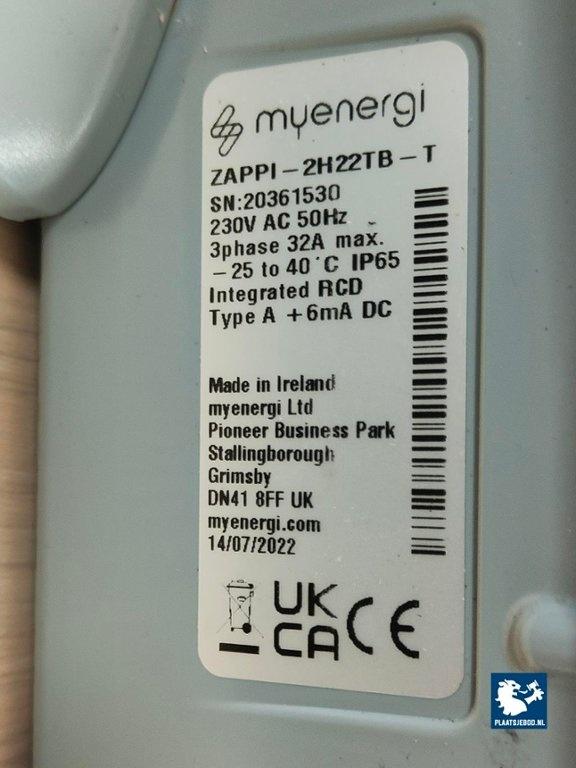 myenergi
ZAPPI-2H22TB-T
SN:20361530
230V AC 50Hz
3phase 32A max.
-25 to 40°C IP65
Integrated RCD
Type A +6mA DC
Made in Ireland
myenergi Ltd
Pioneer Business Park
Stallingborough
Grimsby
DN41 8FF UK
myenergi.com
14/07/2022
UK
CA CE
PLAATSJEBOD.NL